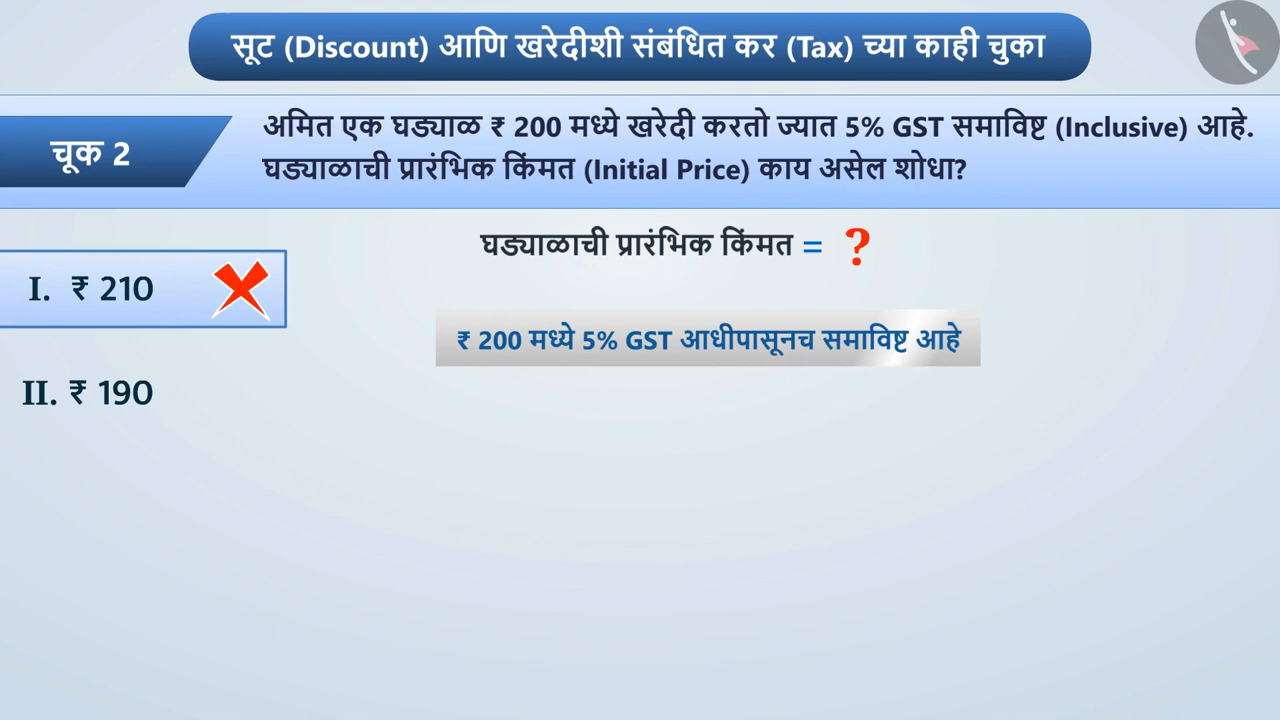 सूट (Discount) आणि खरेदीशी संबंधित कर (Tax) च्या काही चुका
चूक 2
अमित एक घड्याळ ₹ 200 मध्ये खरेदी करतो ज्यात 5% GST समाविष्ट (Inclusive) आहे.
घड्याळाची प्रारंभिक किंमत (Initial Price) काय असेल शोधा?
घड्याळाची प्रारंभिक किंमत = ?
I. ₹ 210
₹ 200 मध्ये 5% GST आधीपासूनच समाविष्ट आहे
II. ₹ 190